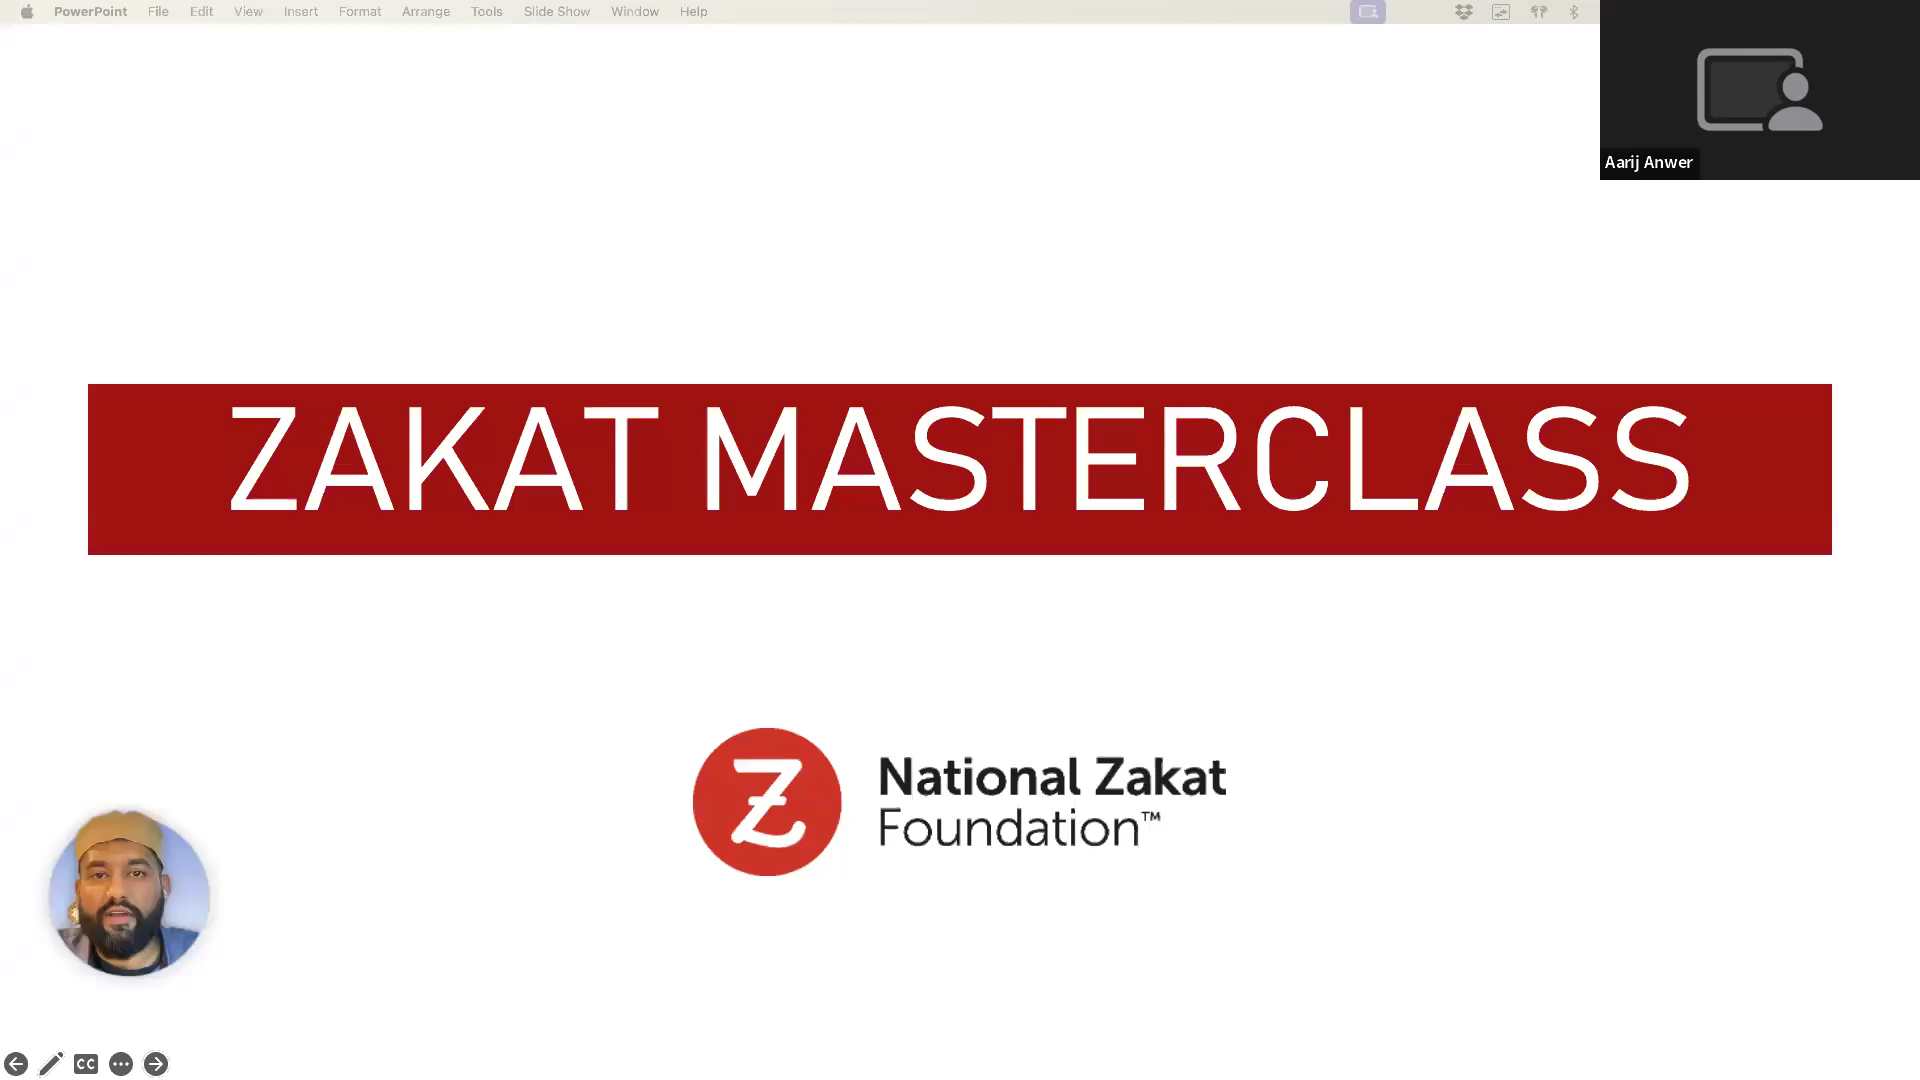 PowerPoint File Edit View Insert Format Arrange Tools Slide Show Window Help
Aarij Anwer
ZAKAT MASTERCLASS
Z
National Zakat
Foundation™
CC